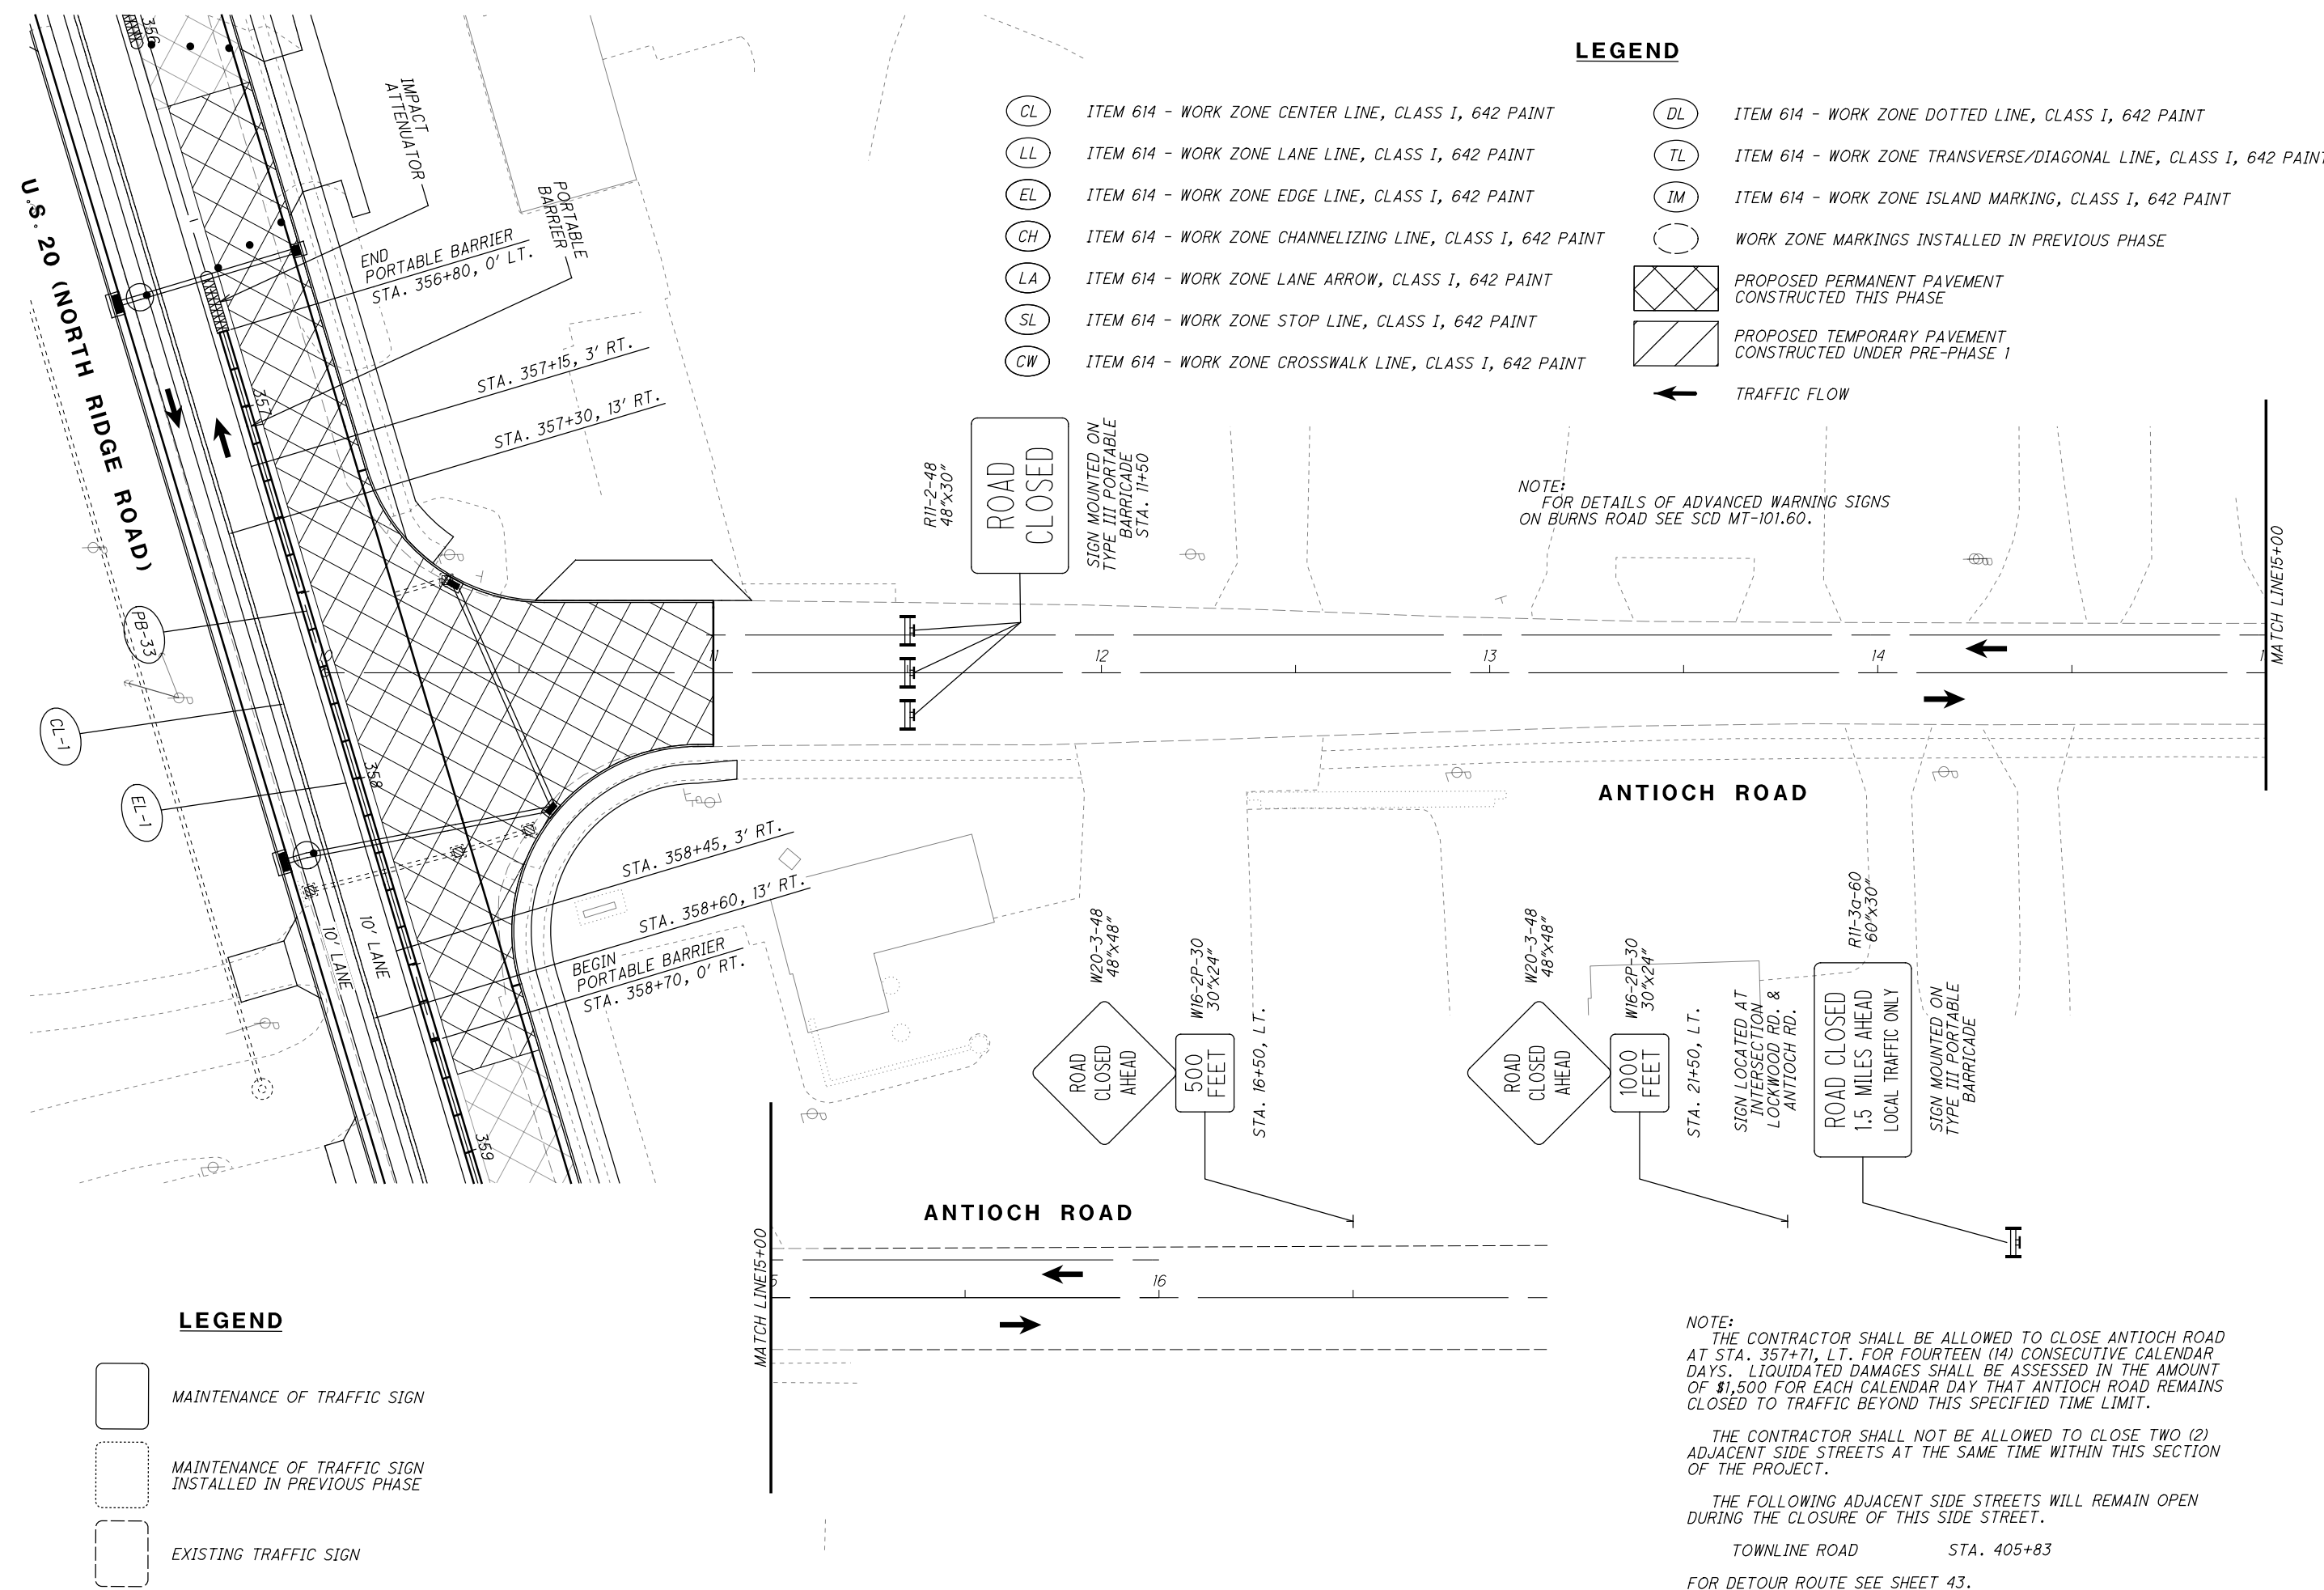 LEGEND
CL ITEM 614 - WORK ZONE CENTER LINE, CLASS I, 642 PAINT
LL ITEM 614 - WORK ZONE LANE LINE, CLASS I, 642 PAINT
EL ITEM 614 - WORK ZONE EDGE LINE, CLASS I, 642 PAINT
CH ITEM 614 - WORK ZONE CHANNELIZING LINE, CLASS I, 642 PAINT
LA ITEM 614 - WORK ZONE LANE ARROW, CLASS I, 642 PAINT
SL ITEM 614 - WORK ZONE STOP LINE, CLASS I, 642 PAINT
CW ITEM 614 - WORK ZONE CROSSWALK LINE, CLASS I, 642 PAINT
DL ITEM 614 - WORK ZONE DOTTED LINE, CLASS I, 642 PAINT
TL ITEM 614 - WORK ZONE TRANSVERSE/DIAGONAL LINE, CLASS I, 642 PAINT
IM ITEM 614 - WORK ZONE ISLAND MARKING, CLASS I, 642 PAINT
WORK ZONE MARKINGS INSTALLED IN PREVIOUS PHASE
PROPOSED PERMANENT PAVEMENT
CONSTRUCTED THIS PHASE
PROPOSED TEMPORARY PAVEMENT
CONSTRUCTED UNDER PRE-PHASE 1
TRAFFIC FLOW
356
IMPACT
ATTENUATOR
PORTABLE
BARRIER
U.S. 20 (NORTH RIDGE ROAD)
END
PORTABLE BARRIER
STA. 356+80, 0' LT.
STA. 357+15, 3' RT.
357
STA. 357+30, 13' RT.
R11-2-48
48"x30"
ROAD
CLOSED
SIGN MOUNTED ON
TYPE III PORTABLE
BARRICADE
STA. 11+50
NOTE:
FOR DETAILS OF ADVANCED WARNING SIGNS
ON BURNS ROAD SEE SCD MT-101.60.
MATCH LINE15+00
PB-33
11
12
13
14
CL-1
358
EL-1
ANTIOCH ROAD
STA. 358+45, 3' RT.
STA. 358+60, 13' RT.
BEGIN
PORTABLE BARRIER
STA. 358+70, 0' RT.
10' LANE
10' LANE
359
W20-3-48
48"x48"
ROAD
CLOSED
AHEAD
W16-2P-30
30"x24"
500
FEET
STA. 16+50, LT.
W20-3-48
48"x48"
ROAD
CLOSED
AHEAD
W16-2P-30
30"x24"
1000
FEET
STA. 21+50, LT.
SIGN LOCATED AT
INTERSECTION
LOCKWOOD RD. &
ANTIOCH RD.
R11-3a-60
60"x30"
ROAD CLOSED
1.5 MILES AHEAD
LOCAL TRAFFIC ONLY
SIGN MOUNTED ON
TYPE III PORTABLE
BARRICADE
ANTIOCH ROAD
MATCH LINE15+00
16
LEGEND
MAINTENANCE OF TRAFFIC SIGN
MAINTENANCE OF TRAFFIC SIGN
INSTALLED IN PREVIOUS PHASE
EXISTING TRAFFIC SIGN
NOTE:
THE CONTRACTOR SHALL BE ALLOWED TO CLOSE ANTIOCH ROAD
AT STA. 357+71, LT. FOR FOURTEEN (14) CONSECUTIVE CALENDAR
DAYS. LIQUIDATED DAMAGES SHALL BE ASSESSED IN THE AMOUNT
OF $1,500 FOR EACH CALENDAR DAY THAT ANTIOCH ROAD REMAINS
CLOSED TO TRAFFIC BEYOND THIS SPECIFIED TIME LIMIT.
THE CONTRACTOR SHALL NOT BE ALLOWED TO CLOSE TWO (2)
ADJACENT SIDE STREETS AT THE SAME TIME WITHIN THIS SECTION
OF THE PROJECT.
THE FOLLOWING ADJACENT SIDE STREETS WILL REMAIN OPEN
DURING THE CLOSURE OF THIS SIDE STREET.
TOWNLINE ROAD STA. 405+83
FOR DETOUR ROUTE SEE SHEET 43.